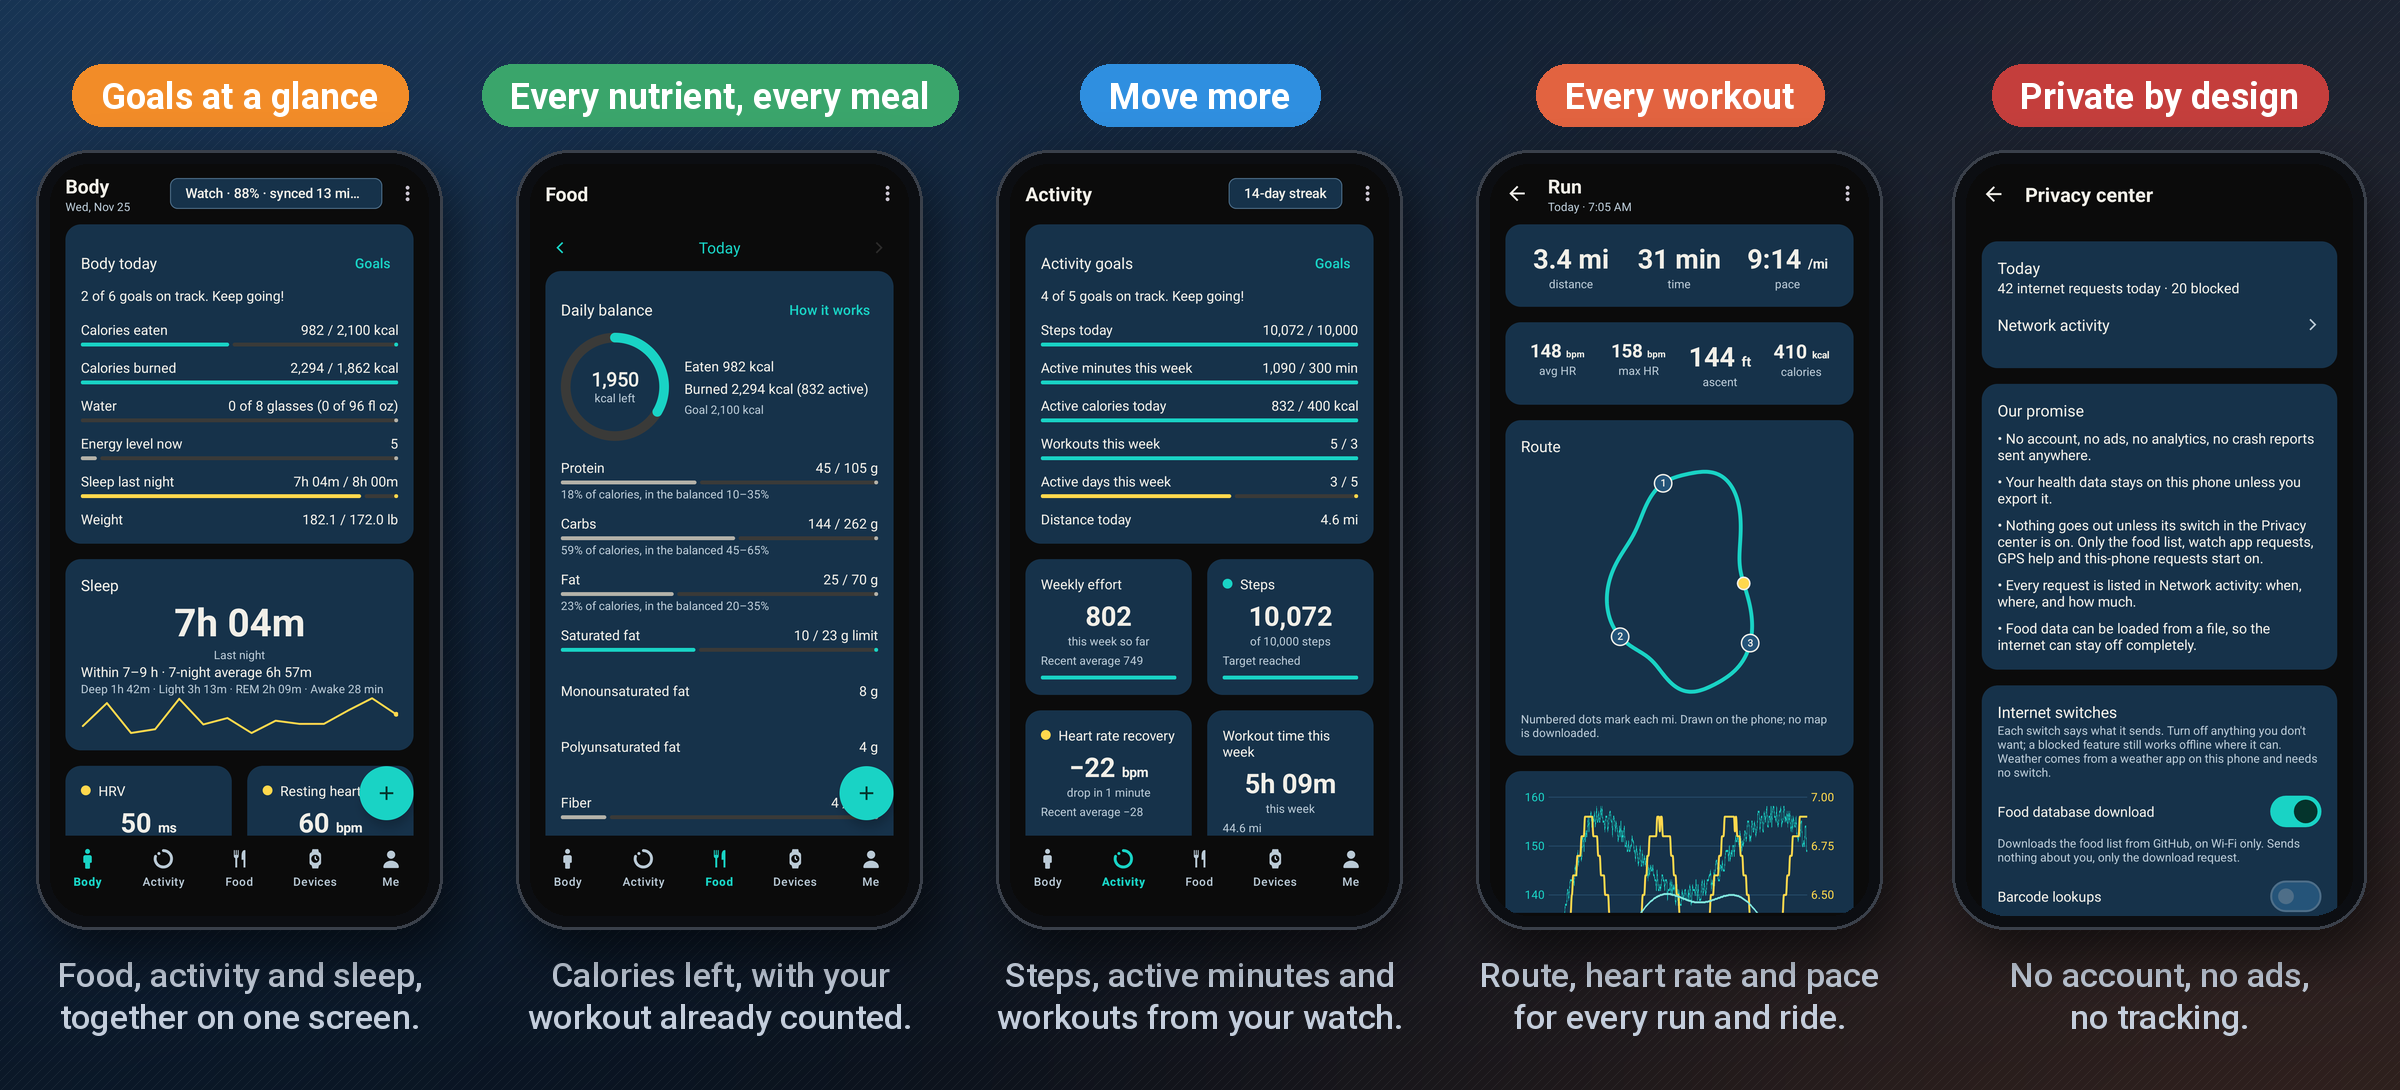 Goals at a glance
Body
Wed, Nov 25
Watch · 88% · synced 13 mi...
Body today
Goals
2 of 6 goals on track. Keep going!
Calories eaten
982 / 2,100 kcal
Calories burned
2,294 / 1,862 kcal
Water
0 of 8 glasses (0 of 96 fl oz)
Energy level now
5
Sleep last night
7h 04m / 8h 00m
Weight
182.1 / 172.0 lb
Sleep
7h 04m
Last night
Within 7–9 h · 7-night average 6h 57m
Deep 1h 42m · Light 3h 13m · REM 2h 09m · Awake 28 min
HRV
50 ms
Resting heart
60 bpm
+
Body
Activity
Food
Devices
Me
Food, activity and sleep,
together on one screen.
Every nutrient, every meal
Food
Today
Daily balance
How it works
1,950
kcal left
Eaten 982 kcal
Burned 2,294 kcal (832 active)
Goal 2,100 kcal
Protein
45 / 105 g
18% of calories, in the balanced 10–35%
Carbs
144 / 262 g
59% of calories, in the balanced 45–65%
Fat
25 / 70 g
23% of calories, in the balanced 20–35%
Saturated fat
10 / 23 g limit
Monounsaturated fat
8 g
Polyunsaturated fat
4 g
Fiber
4
+
Body
Activity
Food
Devices
Me
Calories left, with your
workout already counted.
Move more
Activity
14-day streak
Activity goals
Goals
4 of 5 goals on track. Keep going!
Steps today
10,072 / 10,000
Active minutes this week
1,090 / 300 min
Active calories today
832 / 400 kcal
Workouts this week
5 / 3
Active days this week
3 / 5
Distance today
4.6 mi
Weekly effort
802
this week so far
Recent average 749
Steps
10,072
of 10,000 steps
Target reached
Heart rate recovery
−22 bpm
drop in 1 minute
Recent average −28
Workout time this
week
5h 09m
this week
44.6 mi
Body
Activity
Food
Devices
Me
Steps, active minutes and
workouts from your watch.
Every workout
Run
Today · 7:05 AM
3.4 mi
distance
31 min
time
9:14 /mi
pace
148 bpm
avg HR
158 bpm
max HR
144 ft
ascent
410 kcal
calories
Route
1
2
3
Numbered dots mark each mi. Drawn on the phone; no map
is downloaded.
160
7.00
150
6.75
140
6.50
Route, heart rate and pace
for every run and ride.
Private by design
Privacy center
Today
42 internet requests today · 20 blocked
Network activity
Our promise
• No account, no ads, no analytics, no crash reports
sent anywhere.
• Your health data stays on this phone unless you
export it.
• Nothing goes out unless its switch in the Privacy
center is on. Only the food list, watch app requests,
GPS help and this-phone requests start on.
• Every request is listed in Network activity: when,
where, and how much.
• Food data can be loaded from a file, so the
internet can stay off completely.
Internet switches
Each switch says what it sends. Turn off anything you don't
want; a blocked feature still works offline where it can.
Weather comes from a weather app on this phone and needs
no switch.
Food database download
Downloads the food list from GitHub, on Wi-Fi only. Sends
nothing about you, only the download request.
Barcode lookups
No account, no ads,
no tracking.